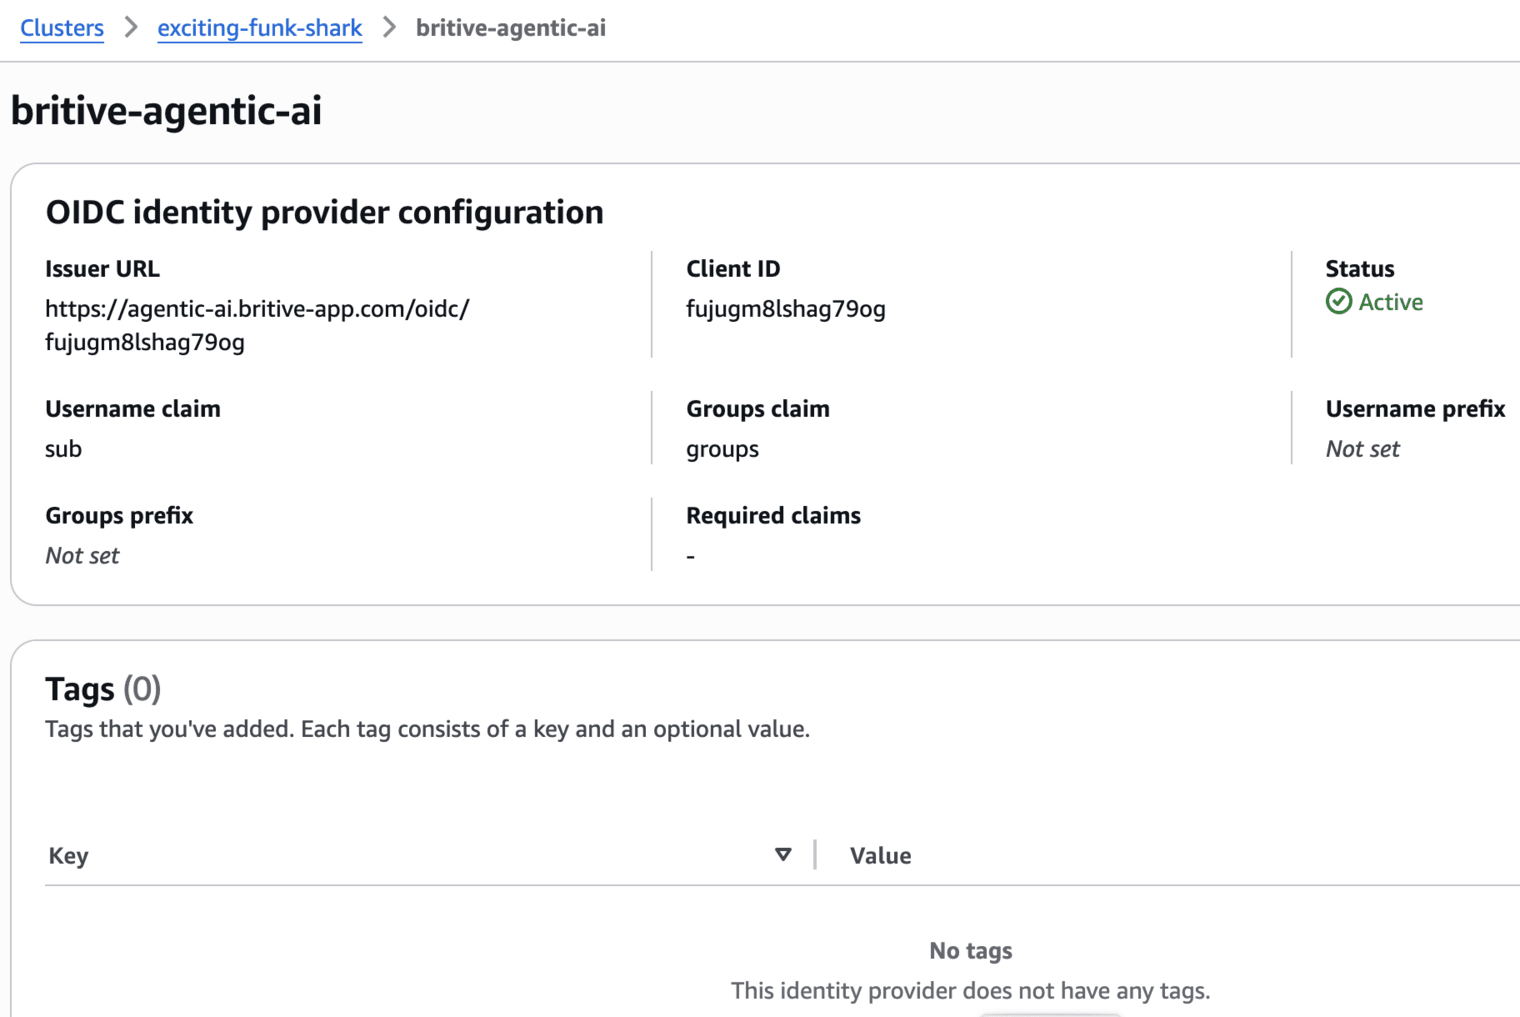 Clusters > exciting-funk-shark > britive-agentic-ai
britive-agentic-ai
OIDC identity provider configuration
Issuer URL
https://agentic-ai.britive-app.com/oidc/
fujugm8lshag79og
Client ID
fujugm8lshag79og
Status
Active
Username claim
sub
Groups claim
groups
Username prefix
Not set
Groups prefix
Not set
Required claims
-
Tags (0)
Tags that you've added. Each tag consists of a key and an optional value.
Key
Value
No tags
This identity provider does not have any tags.